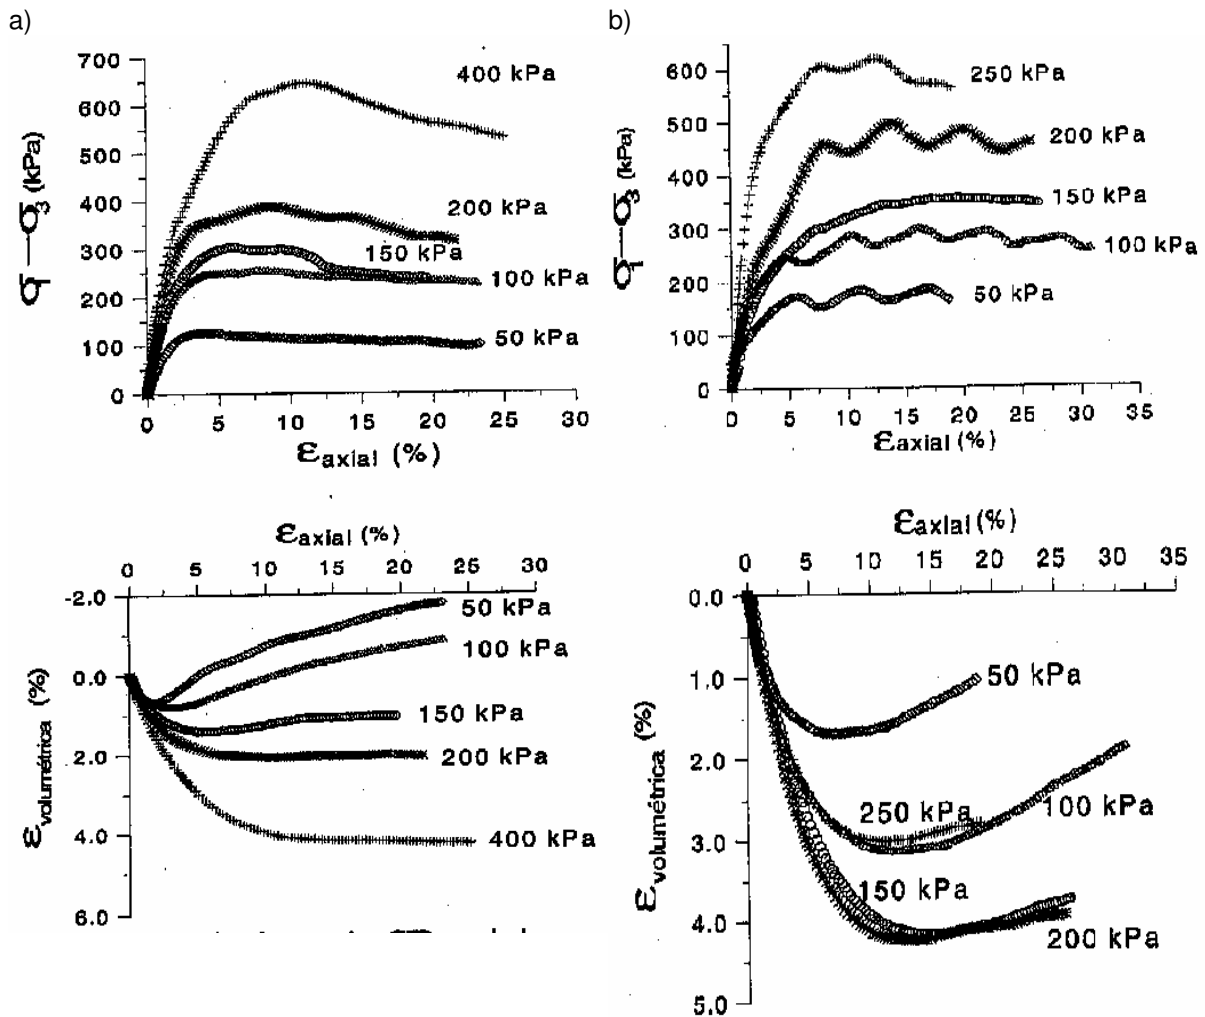 a)
b)
700
600
500
400
300
200
100
0
σ1—σ3 (kPa)
400 kPa
200 kPa
150 kPa
100 kPa
50 kPa
0 5 10 15 20 25 30
εaxial (%)
600
500
400
300
200
100
0
σ1—σ3 (kPa)
250 kPa
200 kPa
150 kPa
100 kPa
50 kPa
0 5 10 15 20 25 30 35
εaxial (%)
εaxial (%)
0 5 10 15 20 25 30
-2.0
0.0
2.0
4.0
6.0
εvolumétrica (%)
50 kPa
100 kPa
150 kPa
200 kPa
400 kPa
εaxial (%)
0 5 10 15 20 25 30 35
0.0
1.0
2.0
3.0
4.0
5.0
εvolumétrica (%)
50 kPa
250 kPa
100 kPa
150 kPa
200 kPa